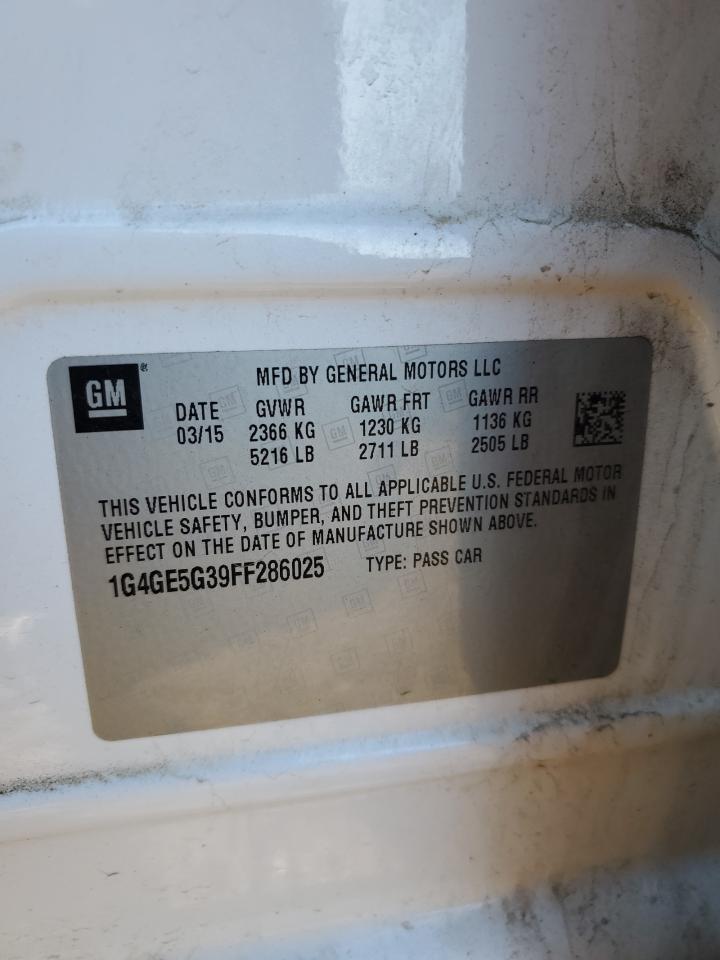 GM
MFD BY GENERAL MOTORS LLC
DATE GVWR GAWR FRT GAWR RR
03/15 2366 KG 1230 KG 1136 KG
5216 LB 2711 LB 2505 LB
THIS VEHICLE CONFORMS TO ALL APPLICABLE U.S. FEDERAL MOTOR
VEHICLE SAFETY, BUMPER, AND THEFT PREVENTION STANDARDS IN
EFFECT ON THE DATE OF MANUFACTURE SHOWN ABOVE.
1G4GE5G39FF286025 TYPE: PASS CAR